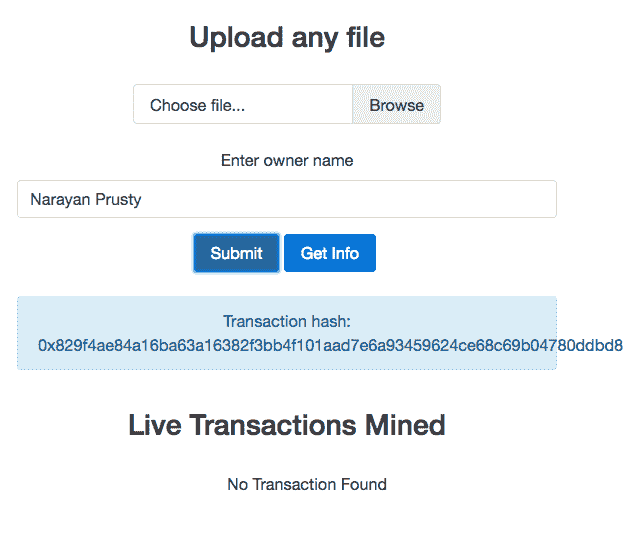 Upload any file
Choose file... Browse
Enter owner name
Narayan Prusty
Submit Get Info
Transaction hash:
0x829f4ae84a16ba63a16382f3bb4f101aad7e6a93459624ce68c69b04780ddbd8
Live Transactions Mined
No Transaction Found